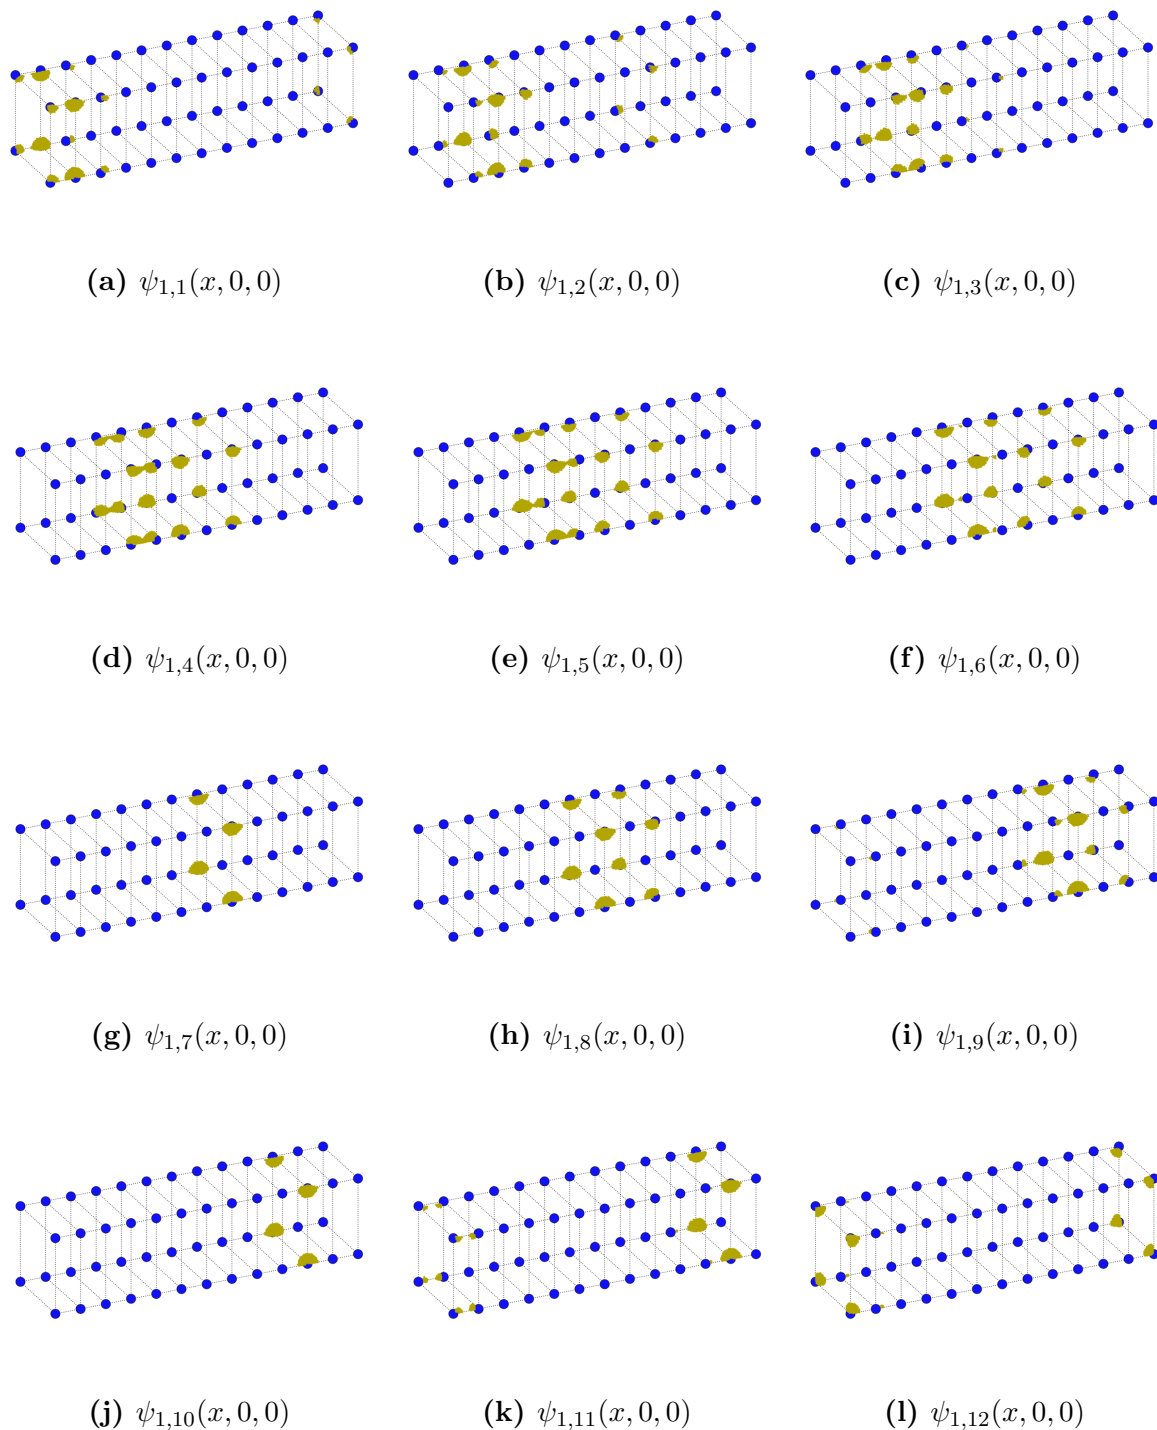 (a) ψ1,1(x, 0, 0)
(b) ψ1,2(x, 0, 0)
(c) ψ1,3(x, 0, 0)
(d) ψ1,4(x, 0, 0)
(e) ψ1,5(x, 0, 0)
(f) ψ1,6(x, 0, 0)
(g) ψ1,7(x, 0, 0)
(h) ψ1,8(x, 0, 0)
(i) ψ1,9(x, 0, 0)
(j) ψ1,10(x, 0, 0)
(k) ψ1,11(x, 0, 0)
(l) ψ1,12(x, 0, 0)